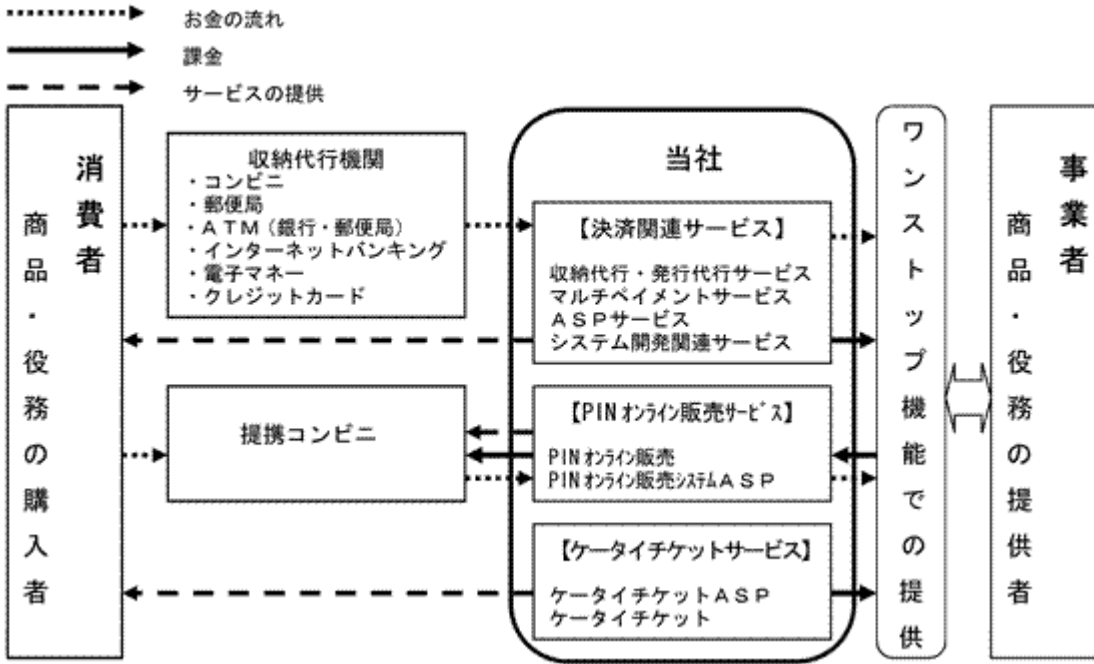 お金の流れ
課金
サービスの提供
消費者
商品・役務の購入者
収納代行機関
・コンビニ
・郵便局
・ATM（銀行・郵便局）
・インターネットバンキング
・電子マネー
・クレジットカード
提携コンビニ
当社
【決済関連サービス】
収納代行・発行代行サービス
マルチペイメントサービス
ASPサービス
システム開発関連サービス
【PINオンライン販売サービス】
PINオンライン販売
PINオンライン販売システムASP
【ケータイチケットサービス】
ケータイチケットASP
ケータイチケット
ワンストップ機能での提供
事業者
商品・役務の提供者